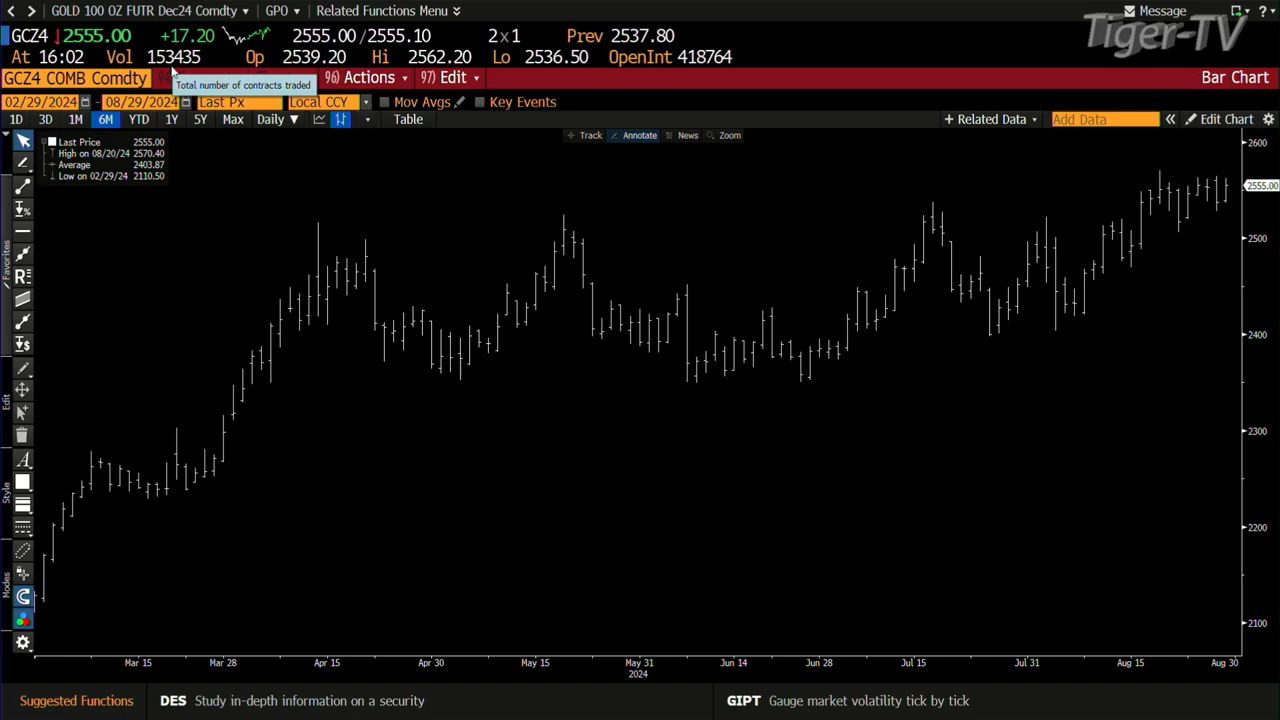 GOLD 100 OZ FUTR Dec24 Comdty GPO Related Functions Menu Message
Tiger-TV
GCZ4 2555.00 +17.20 2555.00/2555.10 2x1 Prev 2537.80
At 16:02 Vol 153435 Op 2539.20 Hi 2562.20 Lo 2536.50 OpenInt 418764
GCZ4 COMB Comdty 96) Actions 97) Edit Bar Chart
Total number of contracts traded
02/29/2024 - 08/29/2024 Last Px Local CCY Mov Avgs Key Events
1D 3D 1M 6M YTD 1Y 5Y Max Daily ▼ Table + Related Data « Add Data Edit Chart
Track Annotate News Zoom
Last Price 2555.00
High on 08/20/24 2570.40
Average 2403.87
Low on 02/29/24 2110.50
Favorites
Edit
Style
Modes
2600
2555.00
2500
2400
2300
2200
2100
Mar 15 Mar 28 Apr 15 Apr 30 May 15 May 31 Jun 14 Jun 28 Jul 15 Jul 31 Aug 15 Aug 30
2024
Suggested Functions DES Study in-depth information on a security GIPT Gauge market volatility tick by tick